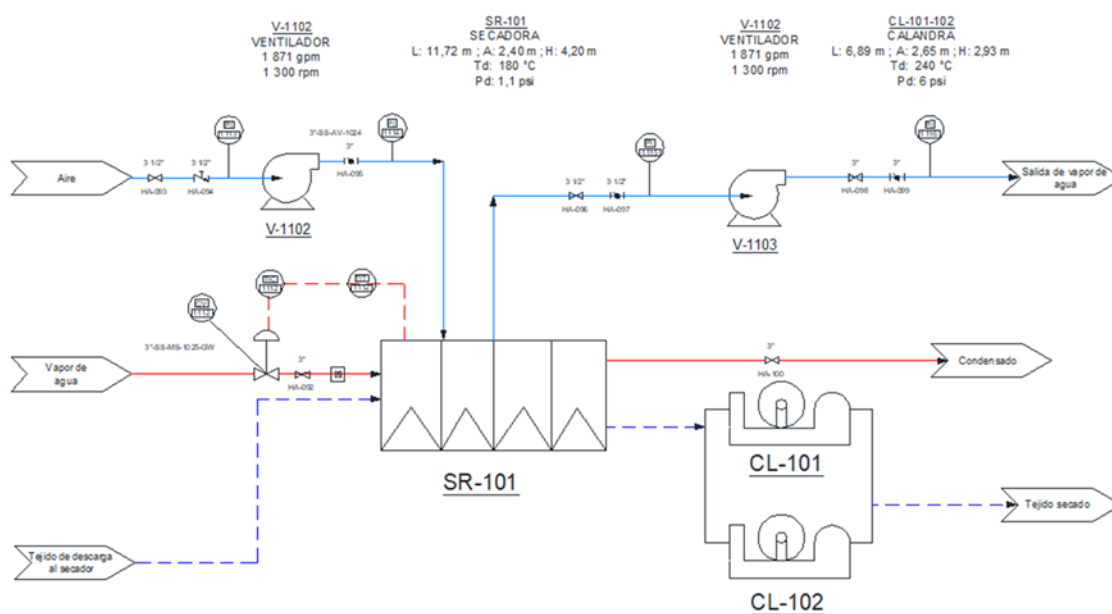 V-1102
VENTILADOR
1 871 gpm
1 300 rpm
SR-101
SECADORA
L: 11,72 m ; A: 2,40 m ; H: 4,20 m
Td: 180 °C
Pd: 1,1 psi
V-1102
VENTILADOR
1 871 gpm
1 300 rpm
CL-101-102
CALANDRA
L: 6,89 m ; A: 2,65 m ; H: 2,93 m
Td: 240 °C
Pd: 6 psi
Aire
3 1/2"
HA-093
3 1/2"
HA-094
V-1102
3"-SS-AV-1024
3"
HA-095
3 1/2"
HA-096
3 1/2"
HA-097
V-1103
3"
HA-098
3"
HA-099
Salida de vapor de
agua
Vapor de
agua
3"-SS-MS-1025-GW
3"
HA-092
SR-101
3"
HA-100
Condensado
CL-101
CL-102
Tejido secado
Tejido de descarga
al secador